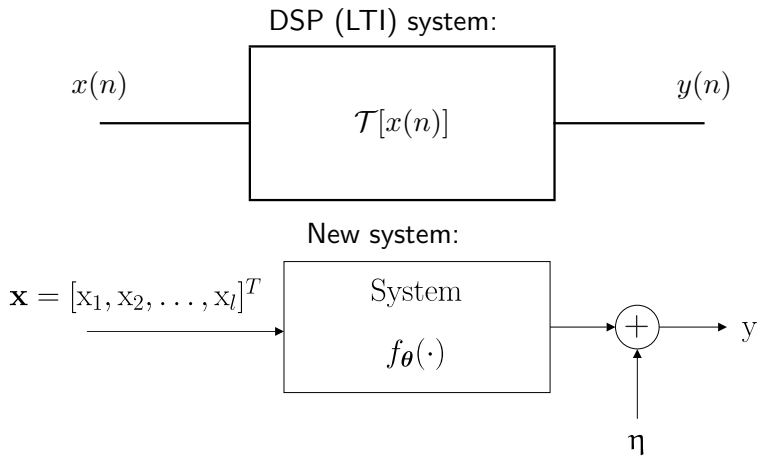 DSP (LTI) system:
x(n)
𝒯[x(n)]
y(n)
New system:
𝐱 = [x₁, x₂, . . . , xₗ]ᵀ
System
f_𝛉(·)
+
y
η